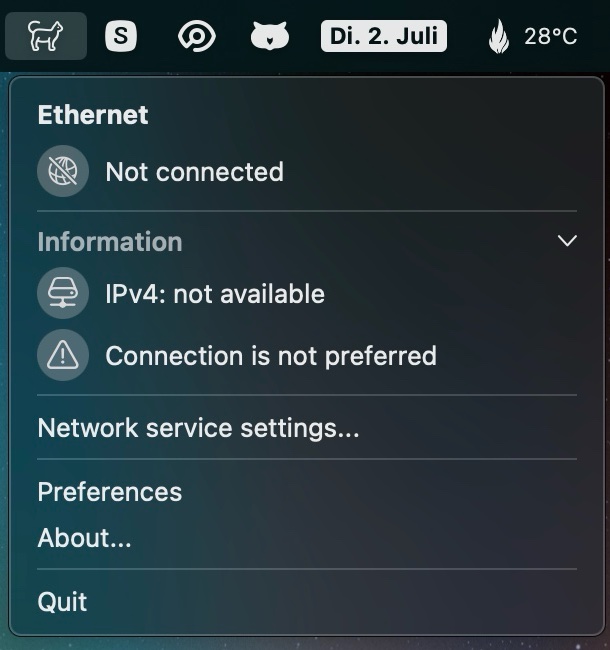 S Di. 2. Juli 28°C
Ethernet
Not connected
Information
IPv4: not available
Connection is not preferred
Network service settings...
Preferences
About...
Quit